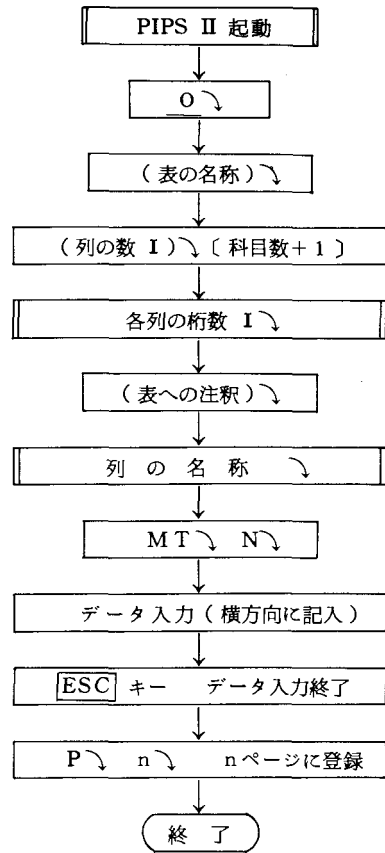 PIPS II 起動
O⤵
（表の名称）⤵
（列の数 I）⤵〔科目数＋1〕
各列の桁数 I⤵
（表への注釈）⤵
列の名称 ⤵
MT⤵ N⤵
データ入力（横方向に記入）
ESC キー データ入力終了
P⤵ n⤵ nページに登録
終了